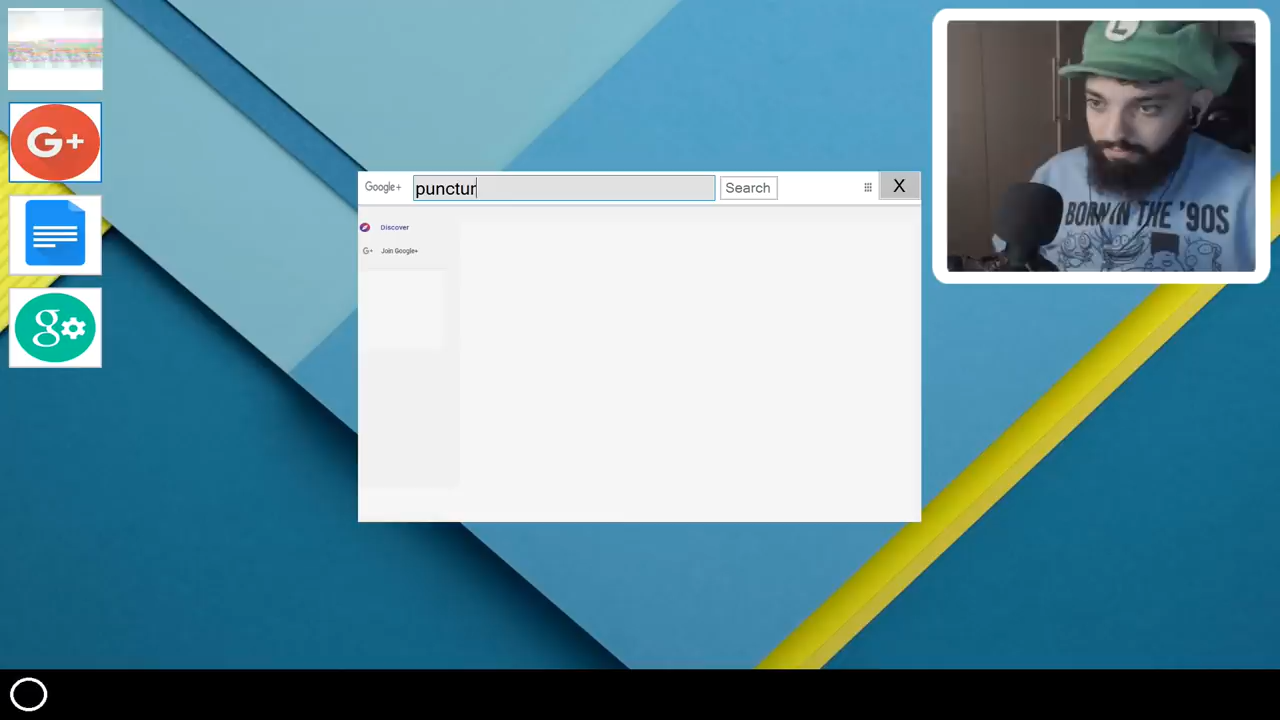 G+
g
Google+ punctur Search X
Discover
G+ Join Google+
L
BORN IN THE '90S